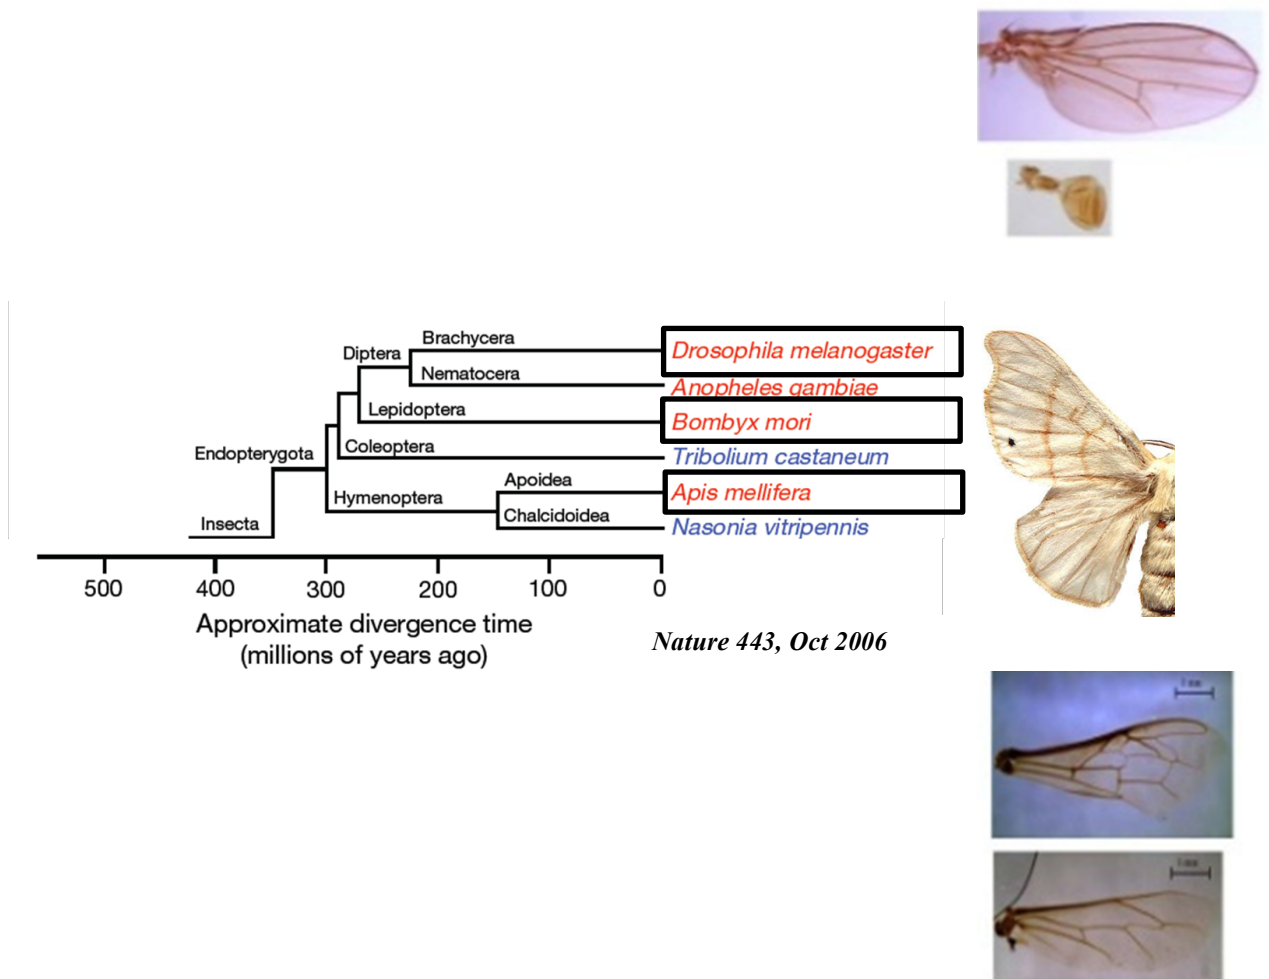 Brachycera
Diptera
Drosophila melanogaster
Nematocera
Anopheles gambiae
Lepidoptera
Bombyx mori
Endopterygota
Coleoptera
Tribolium castaneum
Apoidea
Hymenoptera
Apis mellifera
Chalcidoidea
Insecta
Nasonia vitripennis
500 400 300 200 100 0
Approximate divergence time
(millions of years ago)
Nature 443, Oct 2006